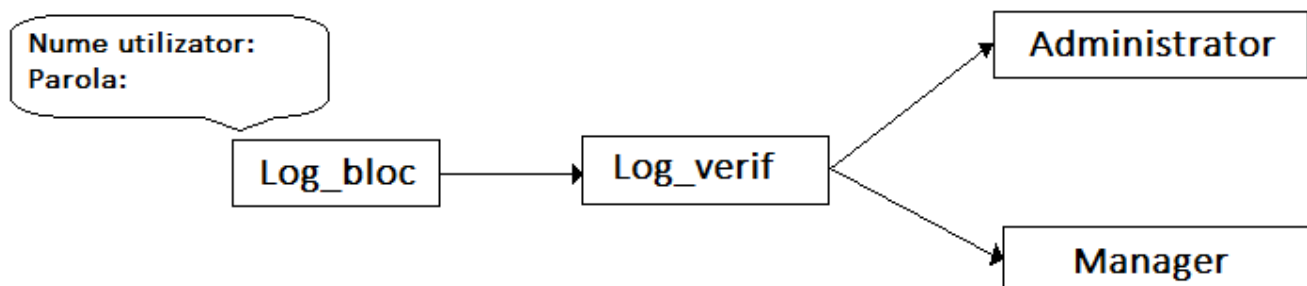 Nume utilizator:
Parola:
Log_bloc
Log_verif
Administrator
Manager